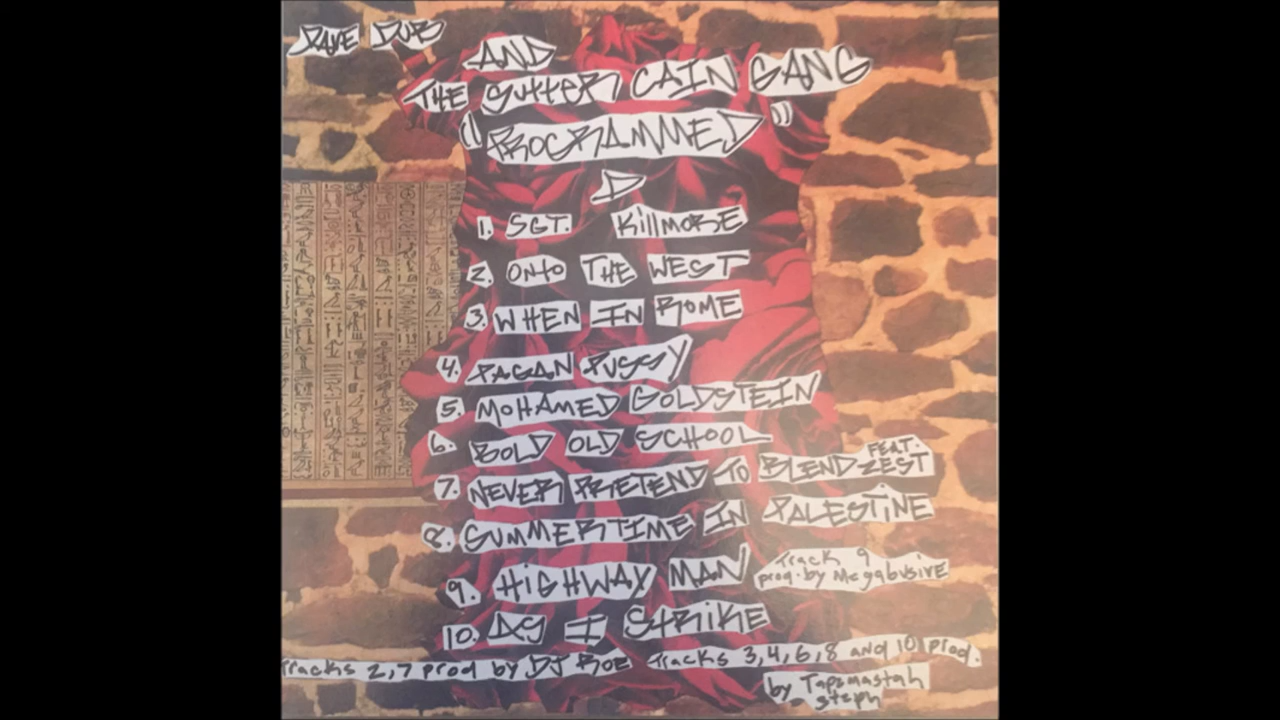 DAVE DUB
AND
THE SUTTER CAIN GANG
"PROGRAMMED"
D
1. SGT. KillMORE
2. ONTO THE WEST
3. WHEN IN ROME
4. PAGAN PUSSY
5. MOHAMED GOLDSTEIN
6. BOLD OLD SCHOOL
7. NEVER PRETEND TO BLEND FEAT. ZEST
8. SUMMERTIME IN PALESTiNE
9. HiGHWAY MAN Track 9
prod. by Megabusive
10. AS I STRiKE
Tracks 2,7 prod by DJ ROZ Tracks 3,4,6,8 and 10 prod.
by Tapemastah
steph